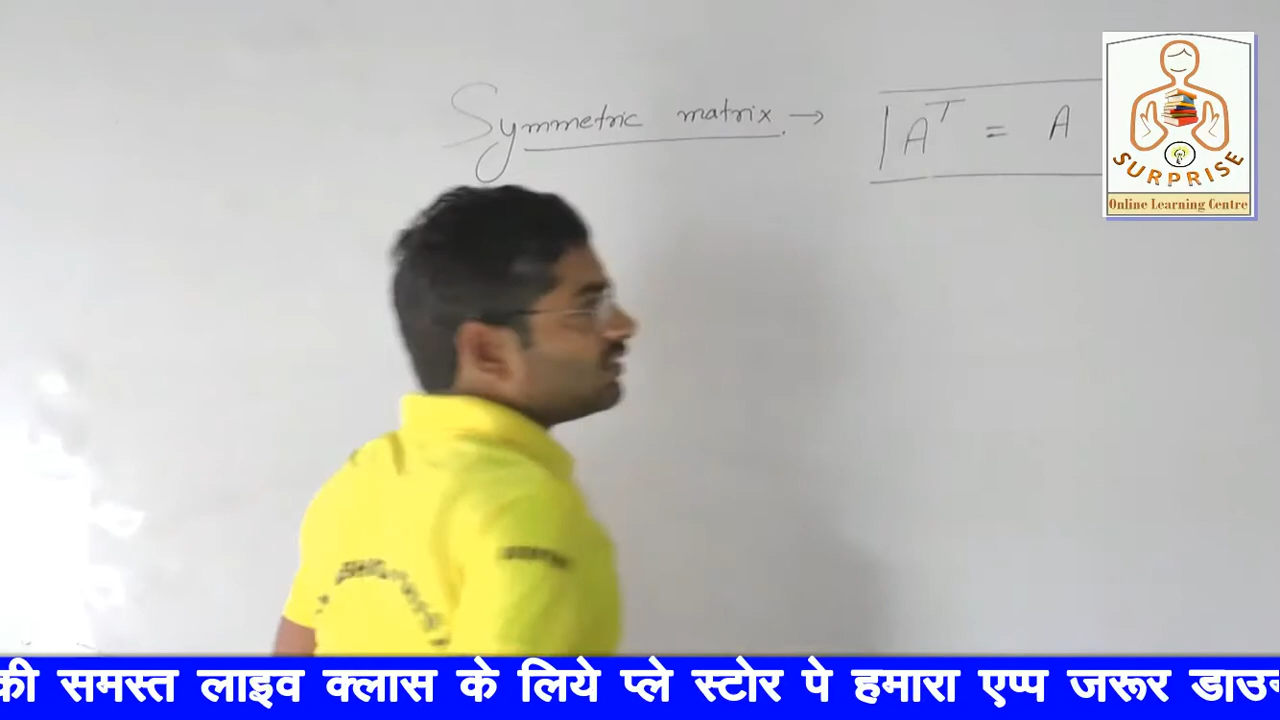 Symmetric matrix → A^T = A
SURPRISE
Online Learning Centre
की समस्त लाइव क्लास के लिये प्ले स्टोर पे हमारा एप्प जरूर